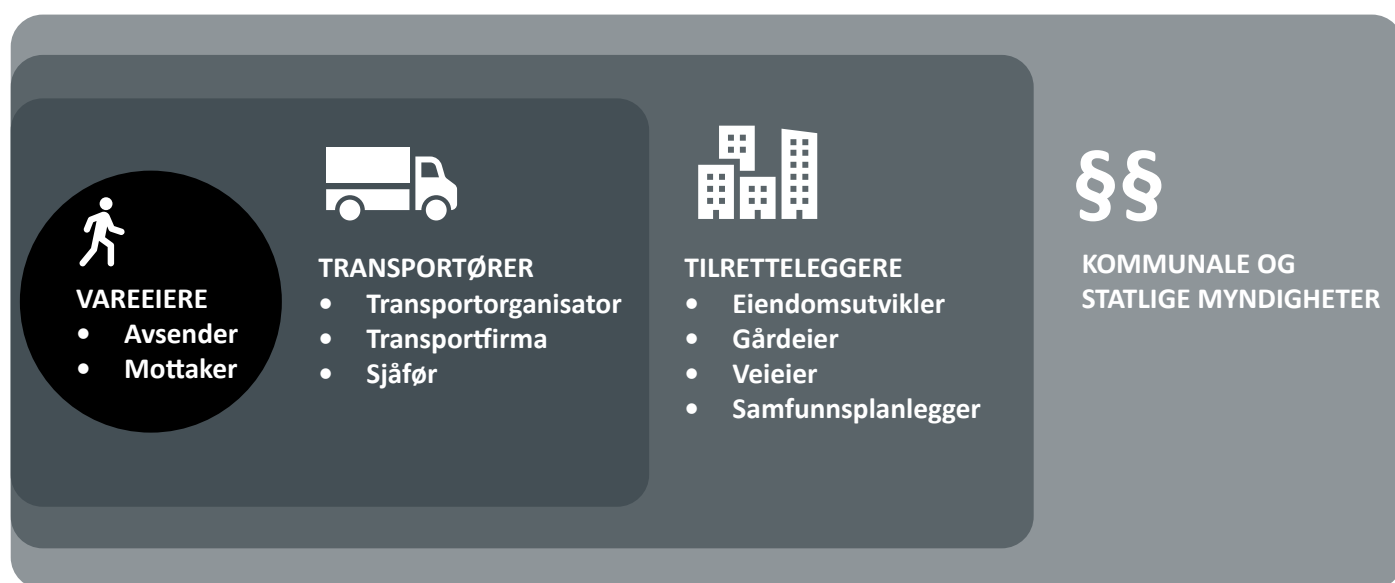 VAREEIERE
• Avsender
• Mottaker
TRANSPORTØRER
• Transportorganisator
• Transportfirma
• Sjåfør
TILRETTELEGGERE
• Eiendomsutvikler
• Gårdeier
• Veieier
• Samfunnsplanlegger
§§
KOMMUNALE OG
STATLIGE MYNDIGHETER